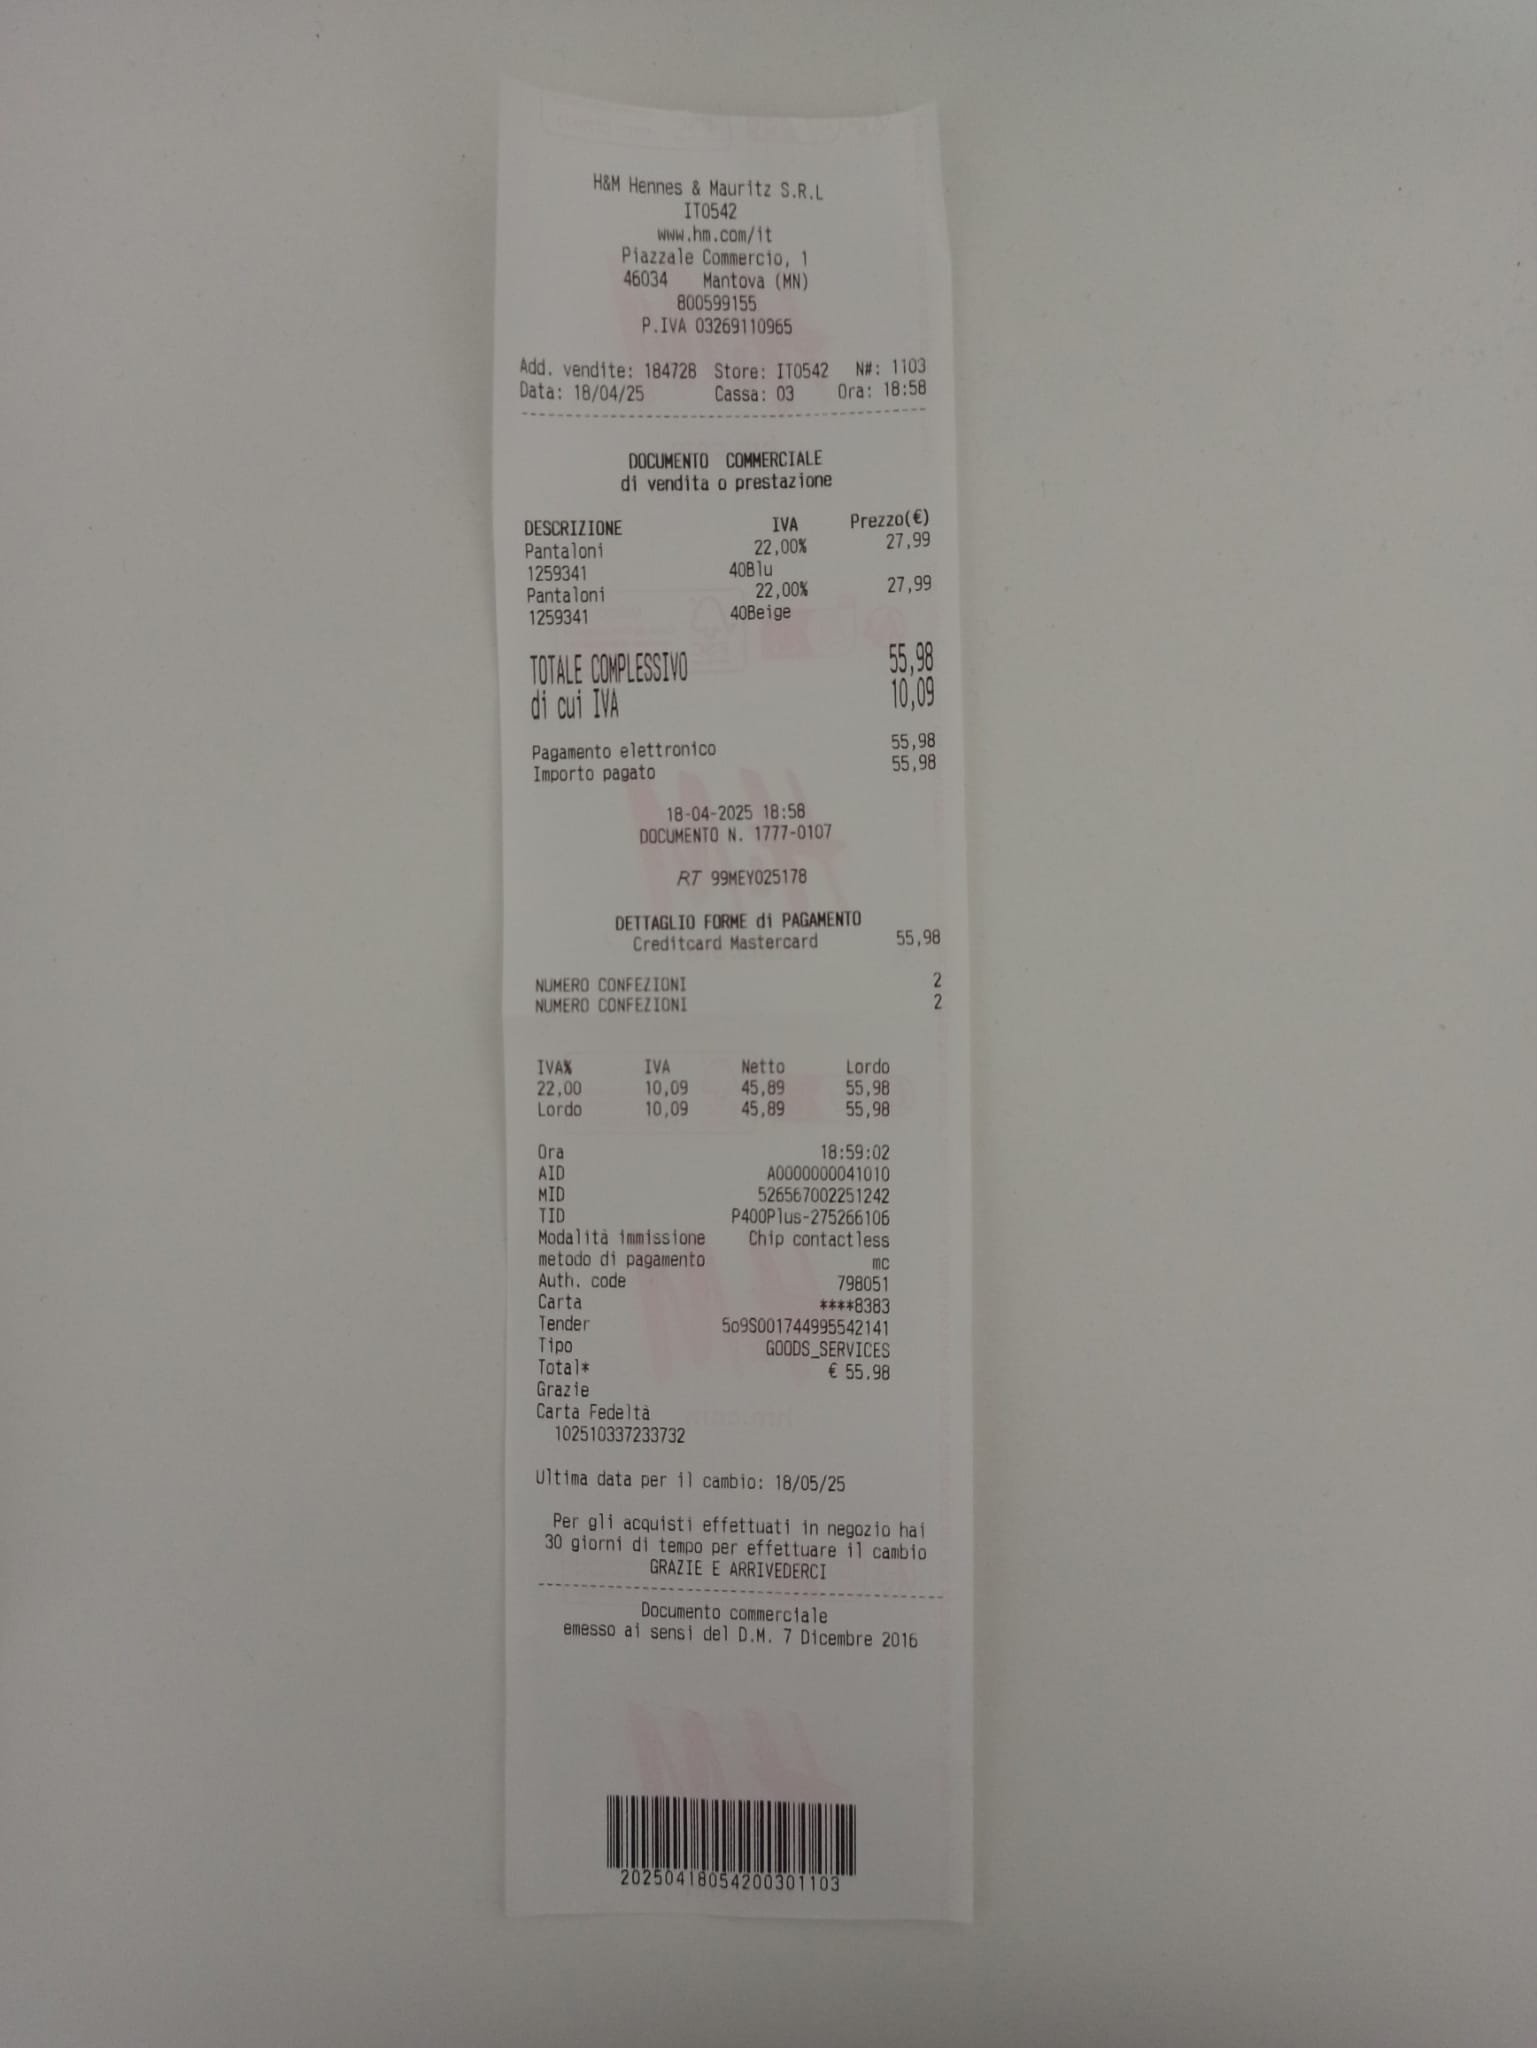 H&M Hennes & Mauritz S.R.L
IT0542
www.hm.com/it
Piazzale Commercio, 1
46034 Mantova (MN)
800599155
P.IVA 03269110965
Add. vendite: 184728 Store: IT0542 N#: 1103
Data: 18/04/25 Cassa: 03 Ora: 18:58
DOCUMENTO COMMERCIALE
di vendita o prestazione
DESCRIZIONE IVA Prezzo(€)
Pantaloni 22,00% 27,99
1259341 40Blu
Pantaloni 22,00% 27,99
1259341 40Beige
TOTALE COMPLESSIVO 55,98
di cui IVA 10,09
Pagamento elettronico 55,98
Importo pagato 55,98
18-04-2025 18:58
DOCUMENTO N. 1777-0107
RT 99MEY025178
DETTAGLIO FORME di PAGAMENTO
Creditcard Mastercard 55,98
NUMERO CONFEZIONI 2
NUMERO CONFEZIONI 2
IVA% IVA Netto Lordo
22,00 10,09 45,89 55,98
Lordo 10,09 45,89 55,98
Ora 18:59:02
AID A0000000041010
MID 526567002251242
TID P400Plus-275266106
Modalità immissione Chip contactless
metodo di pagamento mc
Auth. code 798051
Carta ****8383
Tender 5o9S001744995542141
Tipo GOODS_SERVICES
Total* € 55.98
Grazie
Carta Fedeltà
102510337233732
Ultima data per il cambio: 18/05/25
Per gli acquisti effettuati in negozio hai
30 giorni di tempo per effettuare il cambio
GRAZIE E ARRIVEDERCI
Documento commerciale
emesso ai sensi del D.M. 7 Dicembre 2016
20250418054200301103